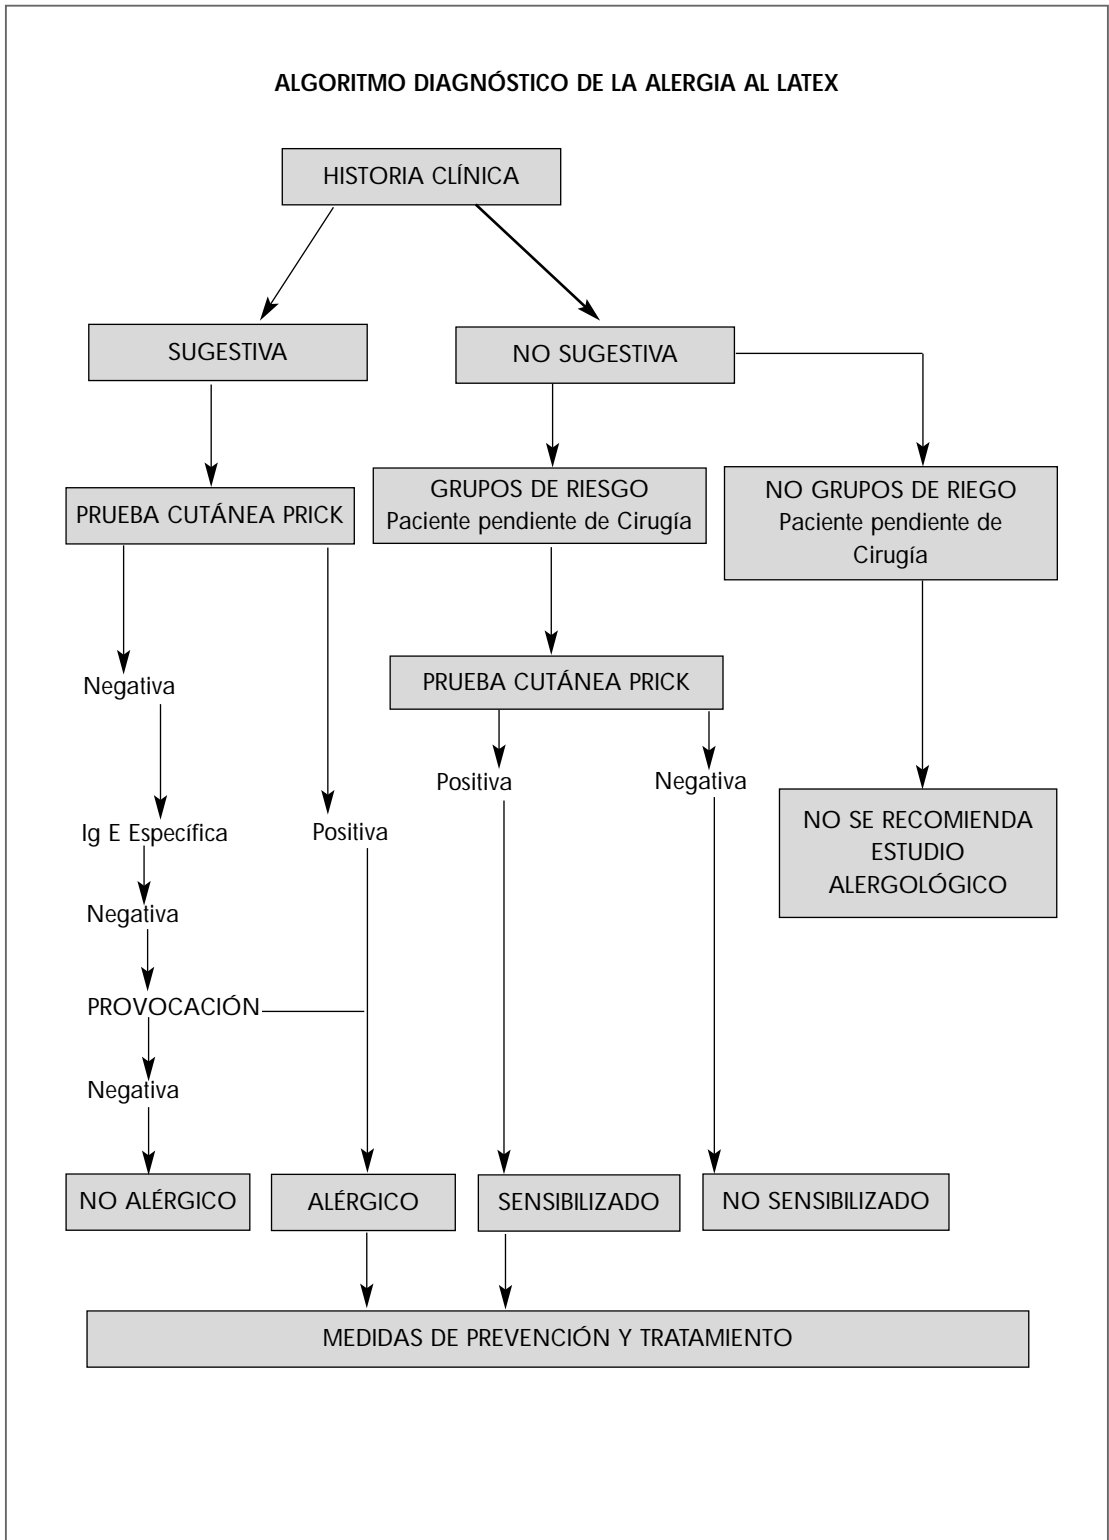 ALGORITMO DIAGNÓSTICO DE LA ALERGIA AL LATEX
HISTORIA CLÍNICA
SUGESTIVA
NO SUGESTIVA
PRUEBA CUTÁNEA PRICK
GRUPOS DE RIESGO
Paciente pendiente de Cirugía
NO GRUPOS DE RIEGO
Paciente pendiente de
Cirugía
PRUEBA CUTÁNEA PRICK
Negativa
Positiva
Negativa
Ig E Específica
Positiva
NO SE RECOMIENDA
ESTUDIO
ALERGOLÓGICO
Negativa
PROVOCACIÓN
Negativa
NO ALÉRGICO
ALÉRGICO
SENSIBILIZADO
NO SENSIBILIZADO
MEDIDAS DE PREVENCIÓN Y TRATAMIENTO